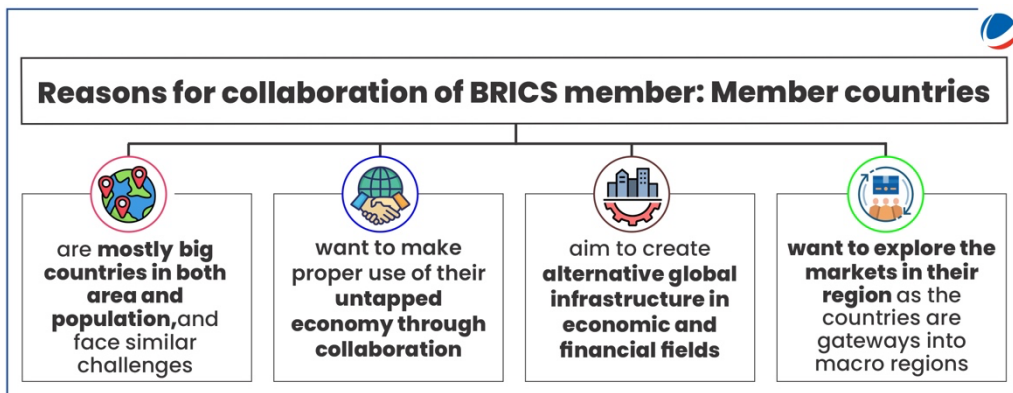 Reasons for collaboration of BRICS member: Member countries
are mostly big
countries in both
area and
population,and
face similar
challenges
want to make
proper use of their
untapped
economy through
collaboration
aim to create
alternative global
infrastructure in
economic and
financial fields
want to explore the
markets in their
region as the
countries are
gateways into
macro regions